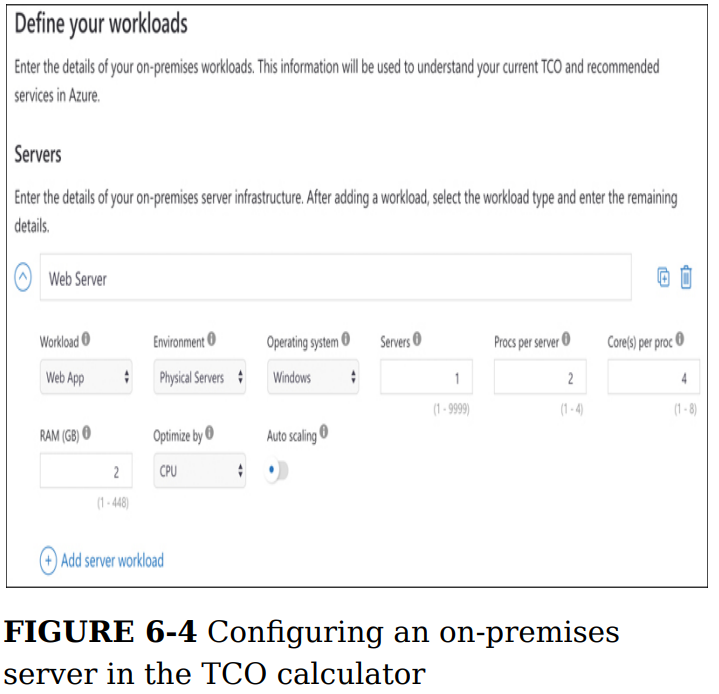 Define your workloads
Enter the details of your on-premises workloads. This information will be used to understand your current TCO and recommended
services in Azure.
Servers
Enter the details of your on-premises server infrastructure. After adding a workload, select the workload type and enter the remaining
details.
Web Server
Workload Environment Operating system Servers Procs per server Core(s) per proc
Web App Physical Servers Windows 1 2 4
(1 - 9999) (1 - 4) (1 - 8)
RAM (GB) Optimize by Auto scaling
2 CPU
(1 - 448)
Add server workload
FIGURE 6-4 Configuring an on-premises
server in the TCO calculator